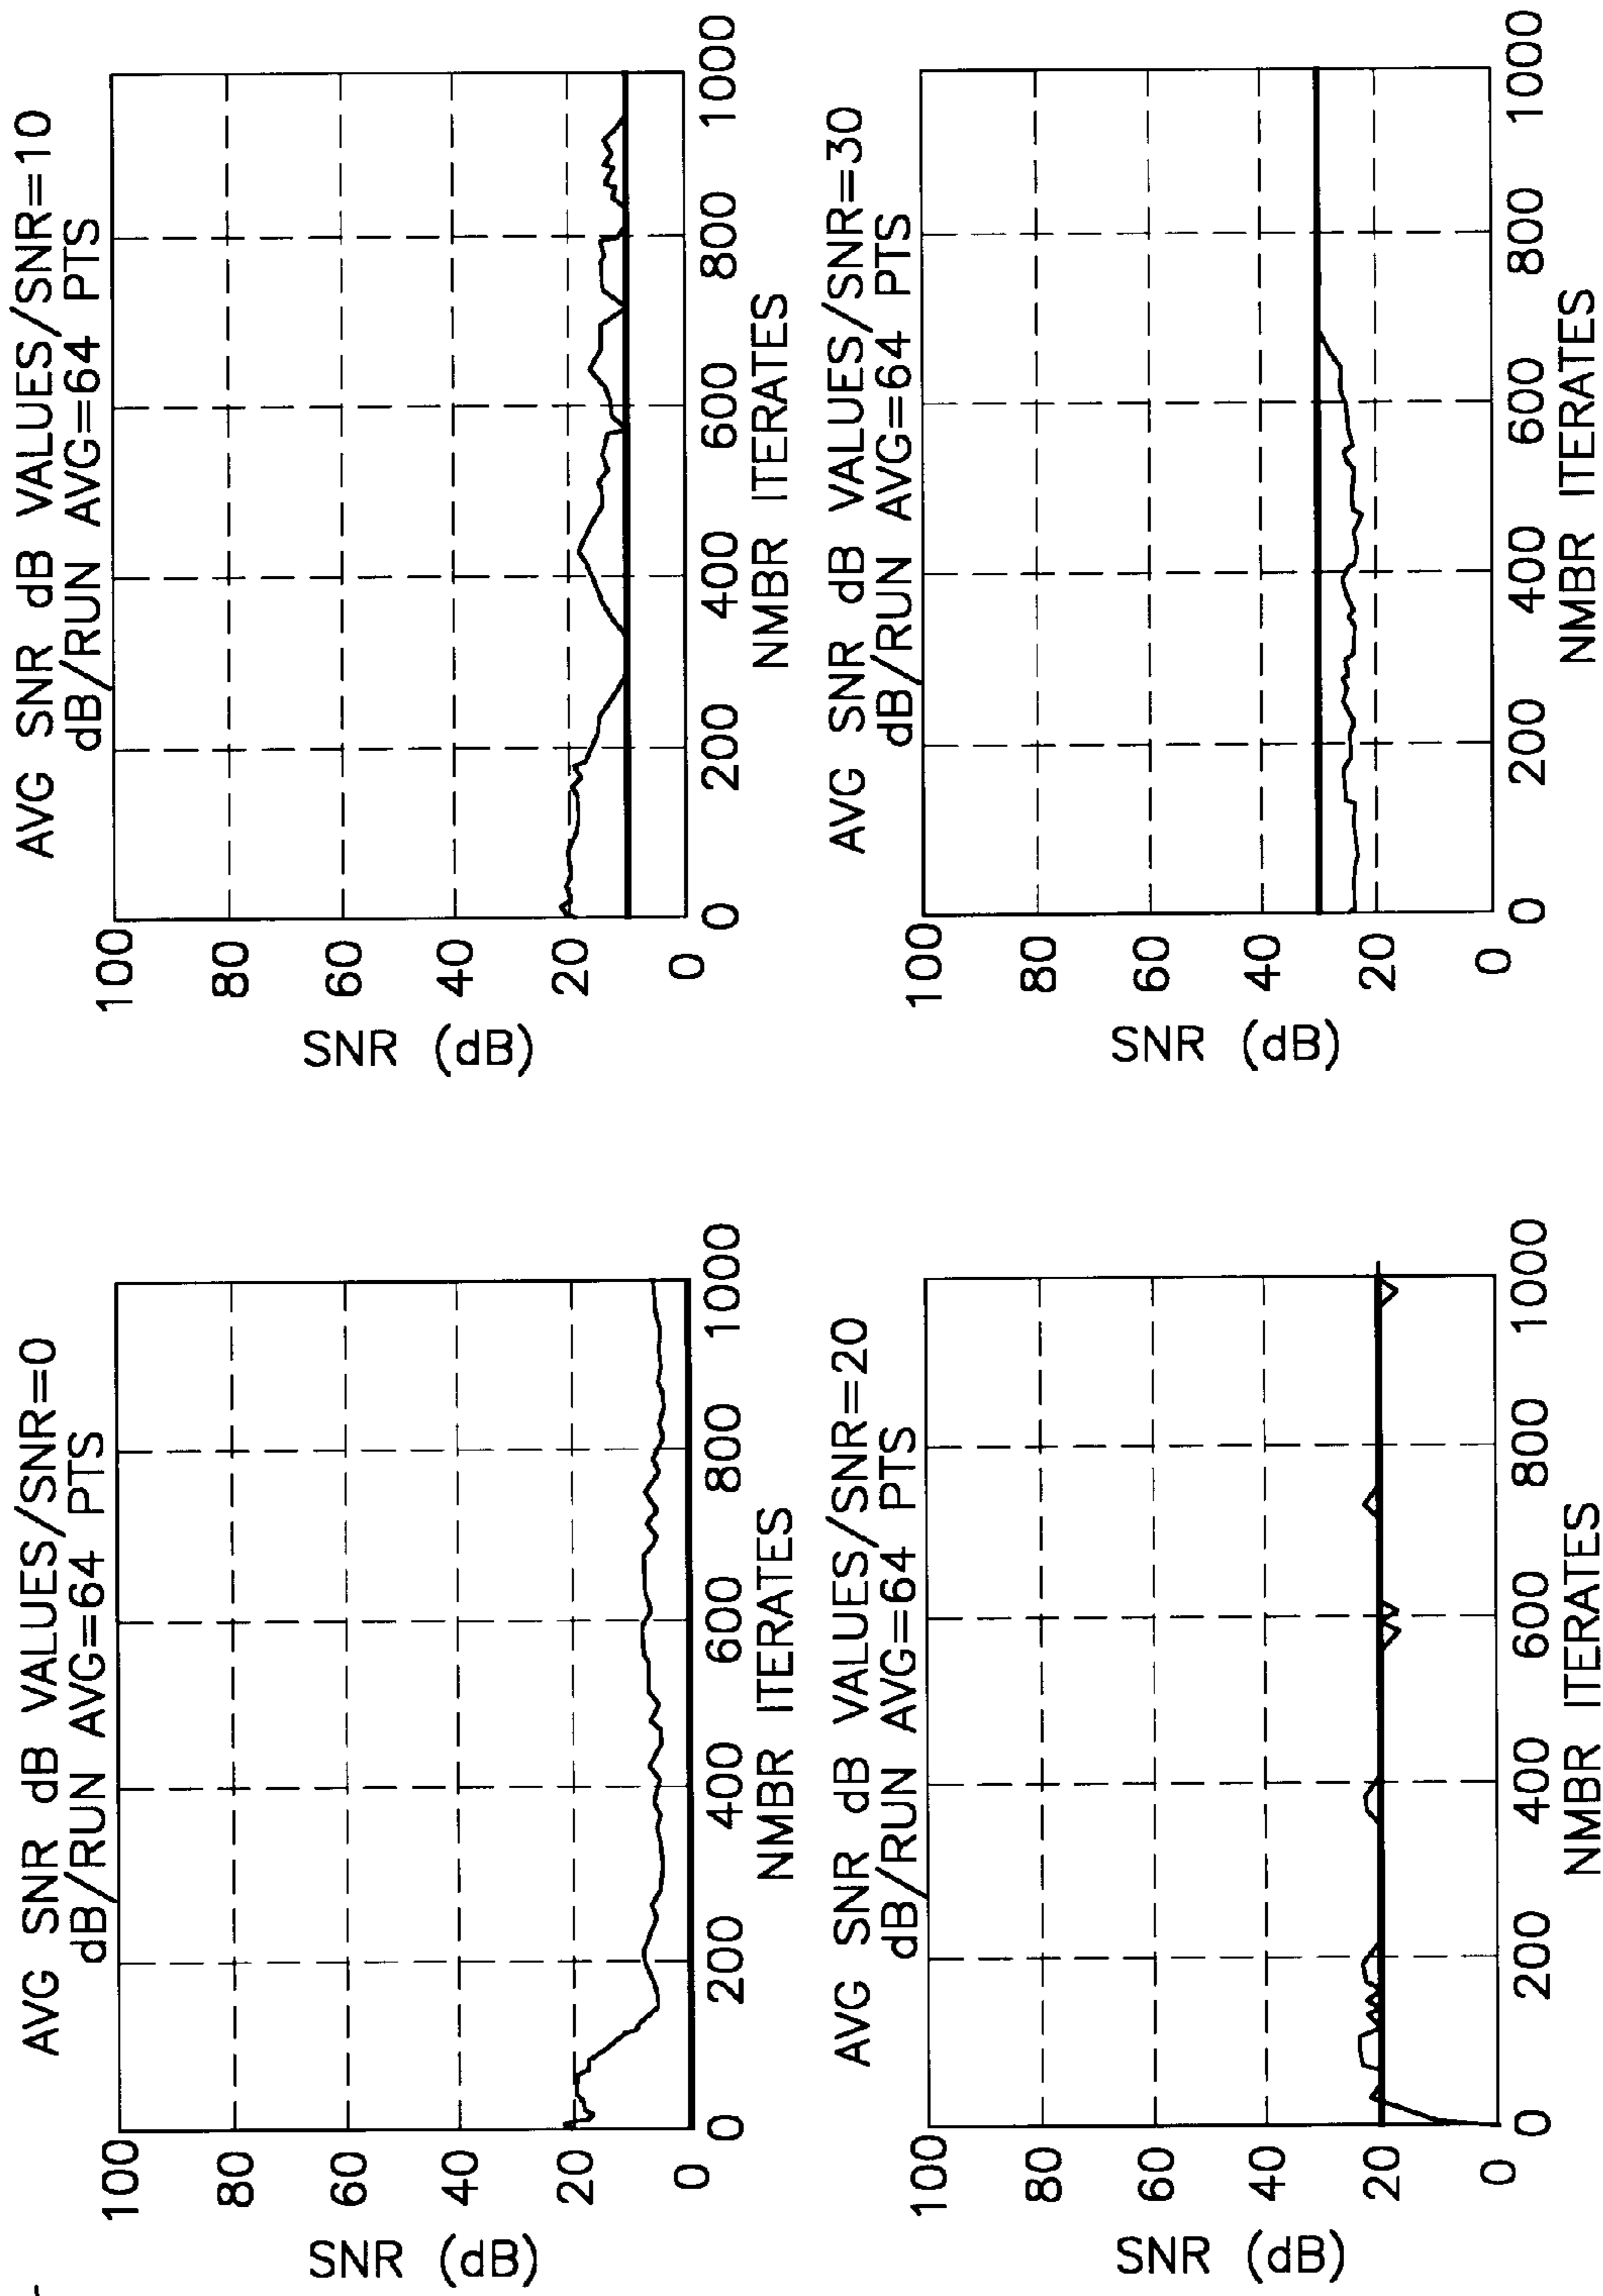 AVG SNR dB VALUES/SNR=0
dB/RUN AVG=64 PTS
100
80
60
40
20
0
SNR (dB)
0 200 400 600 800 1000
NMBR ITERATES
AVG SNR dB VALUES/SNR=10
dB/RUN AVG=64 PTS
100
80
60
40
20
0
SNR (dB)
0 200 400 600 800 1000
NMBR ITERATES
AVG SNR dB VALUES/SNR=20
dB/RUN AVG=64 PTS
100
80
60
40
20
0
SNR (dB)
0 200 400 600 800 1000
NMBR ITERATES
AVG SNR dB VALUES/SNR=30
dB/RUN AVG=64 PTS
100
80
60
40
20
0
SNR (dB)
0 200 400 600 800 1000
NMBR ITERATES